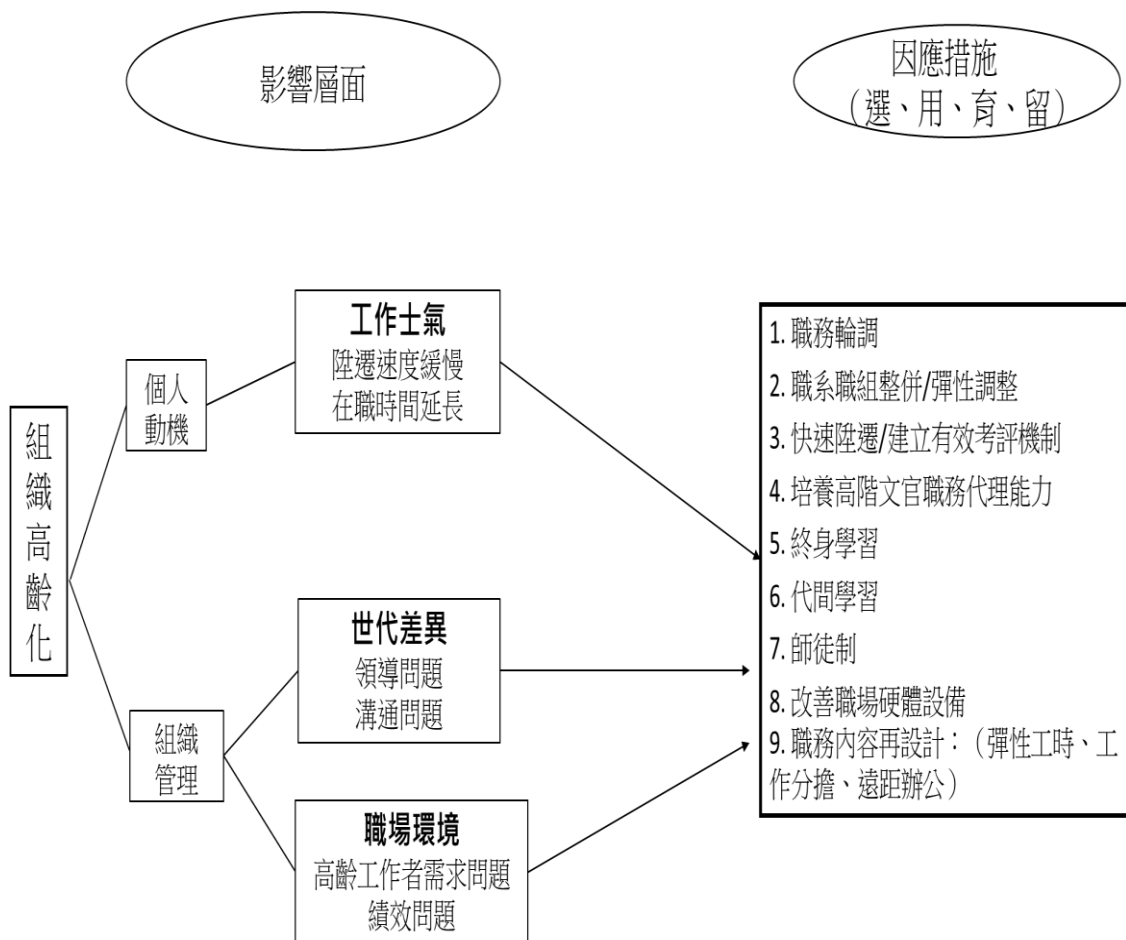 影響層面
因應措施
（選、用、育、留）
組織高齡化
個人
動機
工作士氣
陞遷速度緩慢
在職時間延長
世代差異
領導問題
溝通問題
組織
管理
職場環境
高齡工作者需求問題
績效問題
1. 職務輪調
2. 職系職組整併/彈性調整
3. 快速陞遷/建立有效考評機制
4. 培養高階文官職務代理能力
5. 終身學習
6. 代間學習
7. 師徒制
8. 改善職場硬體設備
9. 職務內容再設計：（彈性工時、工
作分擔、遠距辦公）